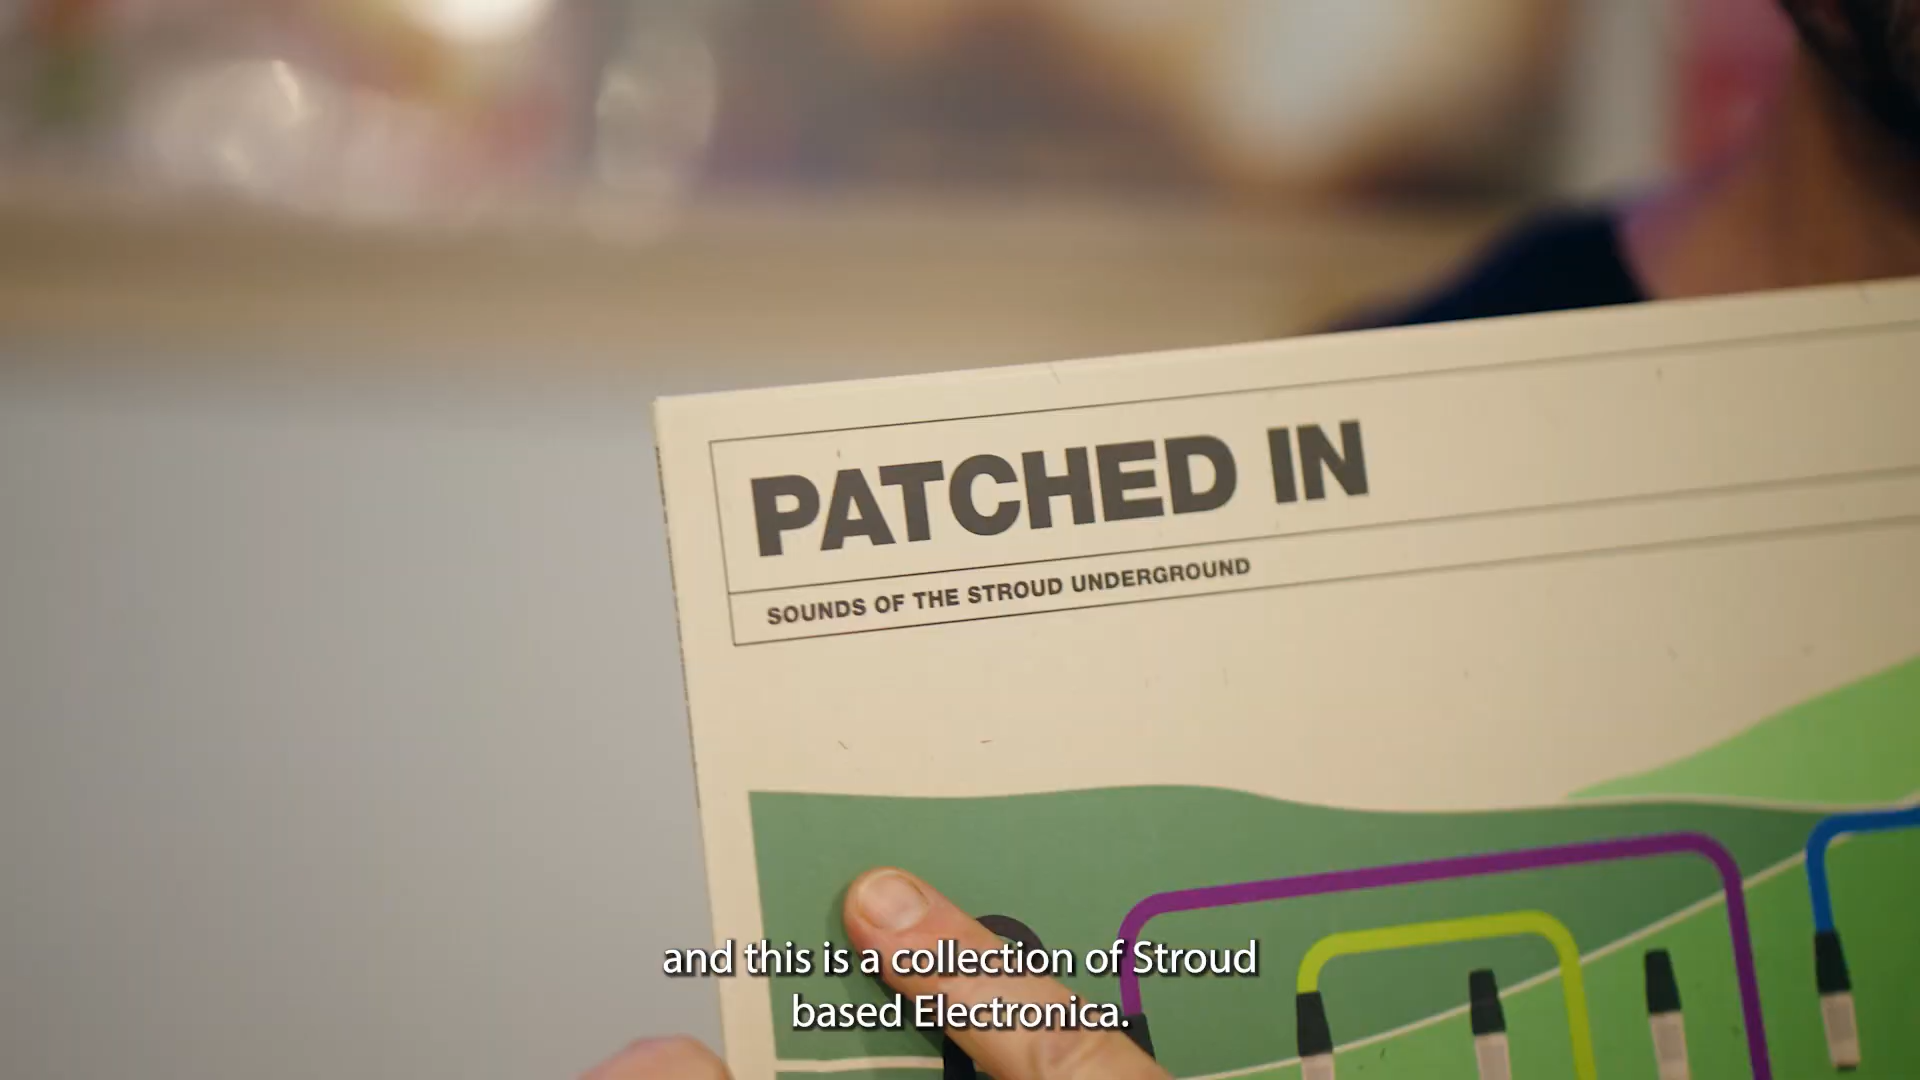 PATCHED IN
SOUNDS OF THE STROUD UNDERGROUND
and this is a collection of Stroud
based Electronica.